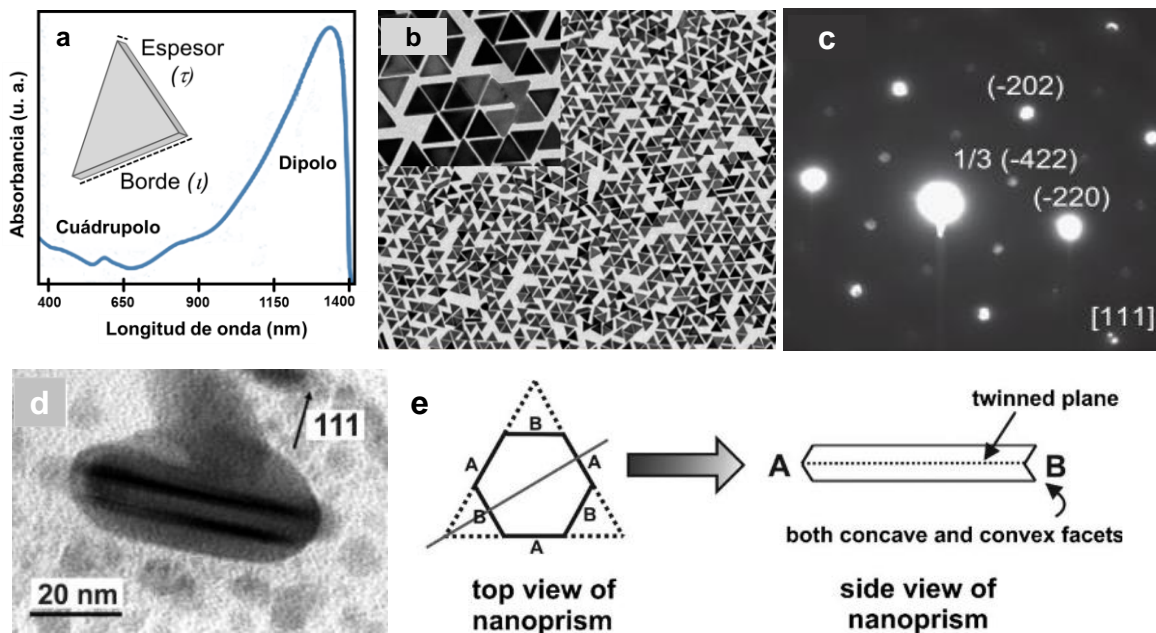 a
Espesor
(τ)
Borde (ι)
Cuádrupolo
Dipolo
Absorbancia (u. a.)
400 650 900 1150 1400
Longitud de onda (nm)
b
c
(-202)
1/3 (-422)
(-220)
[111]
d
111
20 nm
e
B
A A
B B
A
top view of
nanoprism
twinned plane
A B
both concave and convex facets
side view of
nanoprism